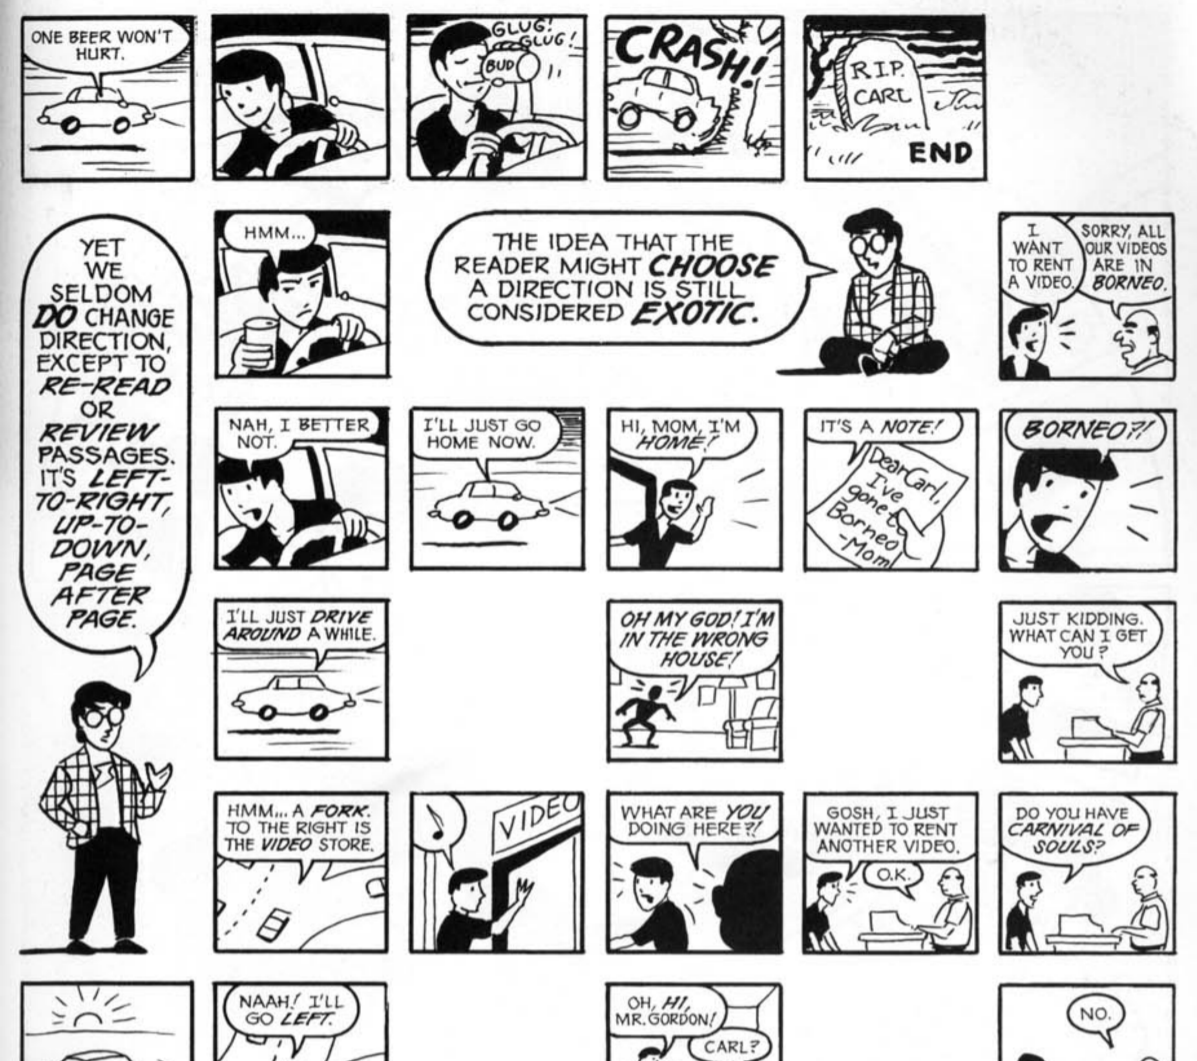 ONE BEER WON'T
HURT.
GLUG!
GLUG!
BUD
CRASH!
R.I.P.
CARL
END
YET
WE
SELDOM
DO CHANGE
DIRECTION,
EXCEPT TO
RE-READ
OR
REVIEW
PASSAGES.
IT'S LEFT-
TO-RIGHT,
UP-TO-
DOWN,
PAGE
AFTER
PAGE.
HMM...
THE IDEA THAT THE
READER MIGHT CHOOSE
A DIRECTION IS STILL
CONSIDERED EXOTIC.
I
WANT
TO RENT
A VIDEO.
SORRY, ALL
OUR VIDEOS
ARE IN
BORNEO.
NAH, I BETTER
NOT.
I'LL JUST GO
HOME NOW.
HI, MOM, I'M
HOME!
IT'S A NOTE!
Dear Carl,
I've
gone to
Borneo
-Mom
BORNEO?!
I'LL JUST DRIVE
AROUND A WHILE.
OH MY GOD! I'M
IN THE WRONG
HOUSE!
JUST KIDDING.
WHAT CAN I GET
YOU?
HMM... A FORK.
TO THE RIGHT IS
THE VIDEO STORE.
VIDEO
WHAT ARE YOU
DOING HERE?!
GOSH, I JUST
WANTED TO RENT
ANOTHER VIDEO.
O.K.
DO YOU HAVE
CARNIVAL OF
SOULS?
NAAH! I'LL
GO LEFT.
OH, HI,
MR. GORDON!
CARL?
NO.